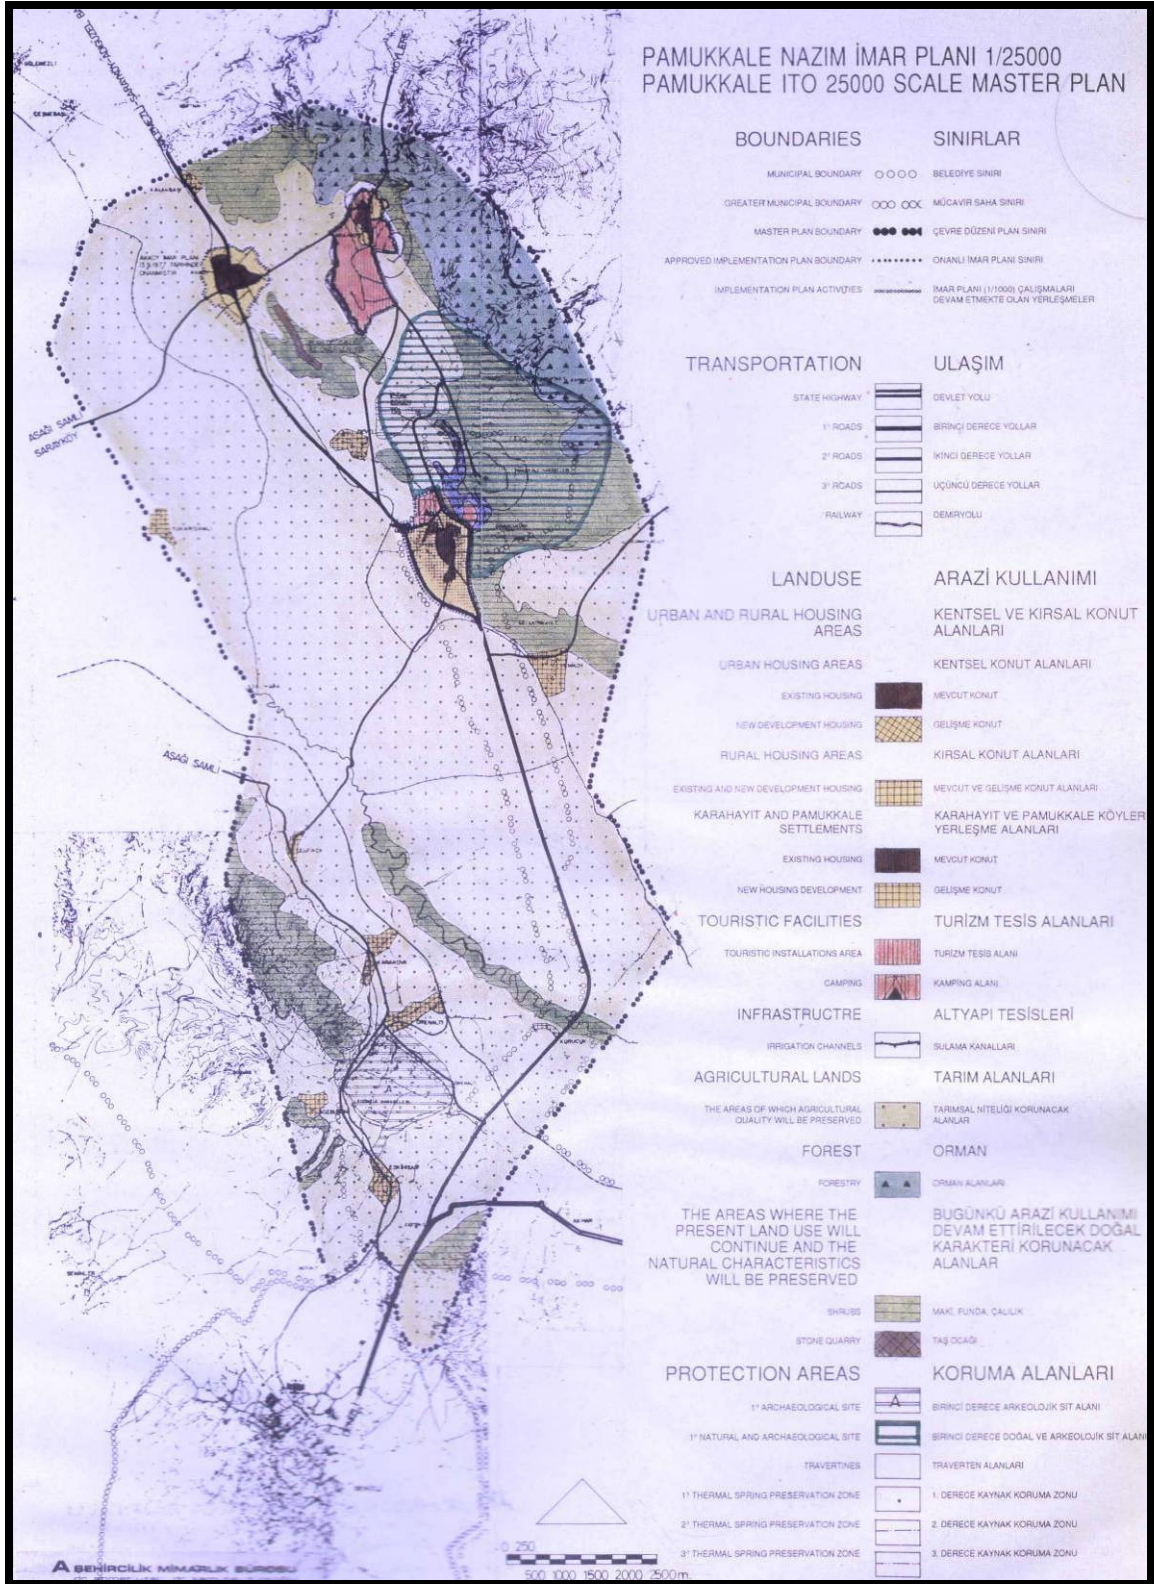 PAMUKKALE NAZIM İMAR PLANI 1/25000
PAMUKKALE ITO 25000 SCALE MASTER PLAN
BOUNDARIES SINIRLAR
MUNICIPAL BOUNDARY BELEDİYE SINIRI
GREATER MUNICIPAL BOUNDARY MÜCAVİR SAHA SINIRI
MASTER PLAN BOUNDARY ÇEVRE DÜZENİ PLAN SINIRI
APPROVED IMPLEMENTATION PLAN BOUNDARY ONANLI İMAR PLANI SINIRI
IMPLEMENTATION PLAN ACTIVITIES İMAR PLANI (1/1000) ÇALIŞMALARI
DEVAM ETMEKTE OLAN YERLEŞMELER
TRANSPORTATION ULAŞIM
STATE HIGHWAY DEVLET YOLU
1° ROADS BİRİNCİ DERECE YOLLAR
2° ROADS İKİNCİ DERECE YOLLAR
3° ROADS ÜÇÜNCÜ DERECE YOLLAR
RAILWAY DEMİRYOLU
LANDUSE ARAZİ KULLANIMI
URBAN AND RURAL HOUSING KENTSEL VE KIRSAL KONUT
AREAS ALANLARI
URBAN HOUSING AREAS KENTSEL KONUT ALANLARI
EXISTING HOUSING MEVCUT KONUT
NEW DEVELOPMENT HOUSING GELİŞME KONUT
RURAL HOUSING AREAS KIRSAL KONUT ALANLARI
EXISTING AND NEW DEVELOPMENT HOUSING MEVCUT VE GELİŞME KONUT ALANLARI
KARAHAYIT AND PAMUKKALE KARAHAYIT VE PAMUKKALE KÖYLER
SETTLEMENTS YERLEŞME ALANLARI
EXISTING HOUSING MEVCUT KONUT
NEW HOUSING DEVELOPMENT GELİŞME KONUT
TOURISTIC FACILITIES TURİZM TESİS ALANLARI
TOURISTIC INSTALLATIONS AREA TURİZM TESİS ALANI
CAMPING KAMPİNG ALANI
INFRASTRUCTRE ALTYAPI TESİSLERİ
IRRIGATION CHANNELS SULAMA KANALLARI
AGRICULTURAL LANDS TARIM ALANLARI
THE AREAS OF WHICH AGRICULTURAL TARIMSAL NİTELİĞİ KORUNACAK
QUALITY WILL BE PRESERVED ALANLAR
FOREST ORMAN
FORESTRY ORMAN ALANLARI
THE AREAS WHERE THE BUGÜNKÜ ARAZİ KULLANIMI
PRESENT LAND USE WILL DEVAM ETTİRİLECEK DOĞAL
CONTINUE AND THE KARAKTERİ KORUNACAK
NATURAL CHARACTERISTICS ALANLAR
WILL BE PRESERVED
SHRUBS MAKİ, FUNDA, ÇALILIK
STONE QUARRY TAŞ OCAĞI
PROTECTION AREAS KORUMA ALANLARI
1° ARCHAEOLOGICAL SITE A BİRİNCİ DERECE ARKEOLOJİK SİT ALANI
1° NATURAL AND ARCHAEOLOGICAL SITE BİRİNCİ DERECE DOĞAL VE ARKEOLOJİK SİT ALANI
TRAVERTINES TRAVERTEN ALANLARI
1° THERMAL SPRING PRESERVATION ZONE 1. DERECE KAYNAK KORUMA ZONU
2° THERMAL SPRING PRESERVATION ZONE 2. DERECE KAYNAK KORUMA ZONU
3° THERMAL SPRING PRESERVATION ZONE 3. DERECE KAYNAK KORUMA ZONU
AŞAĞI SAMLI
SARAYKÖY
AŞAĞI SAMLI
0 250
500 1000 1500 2000 2500m.
A ŞEHİRCİLİK MİMARLIK BÜROSU